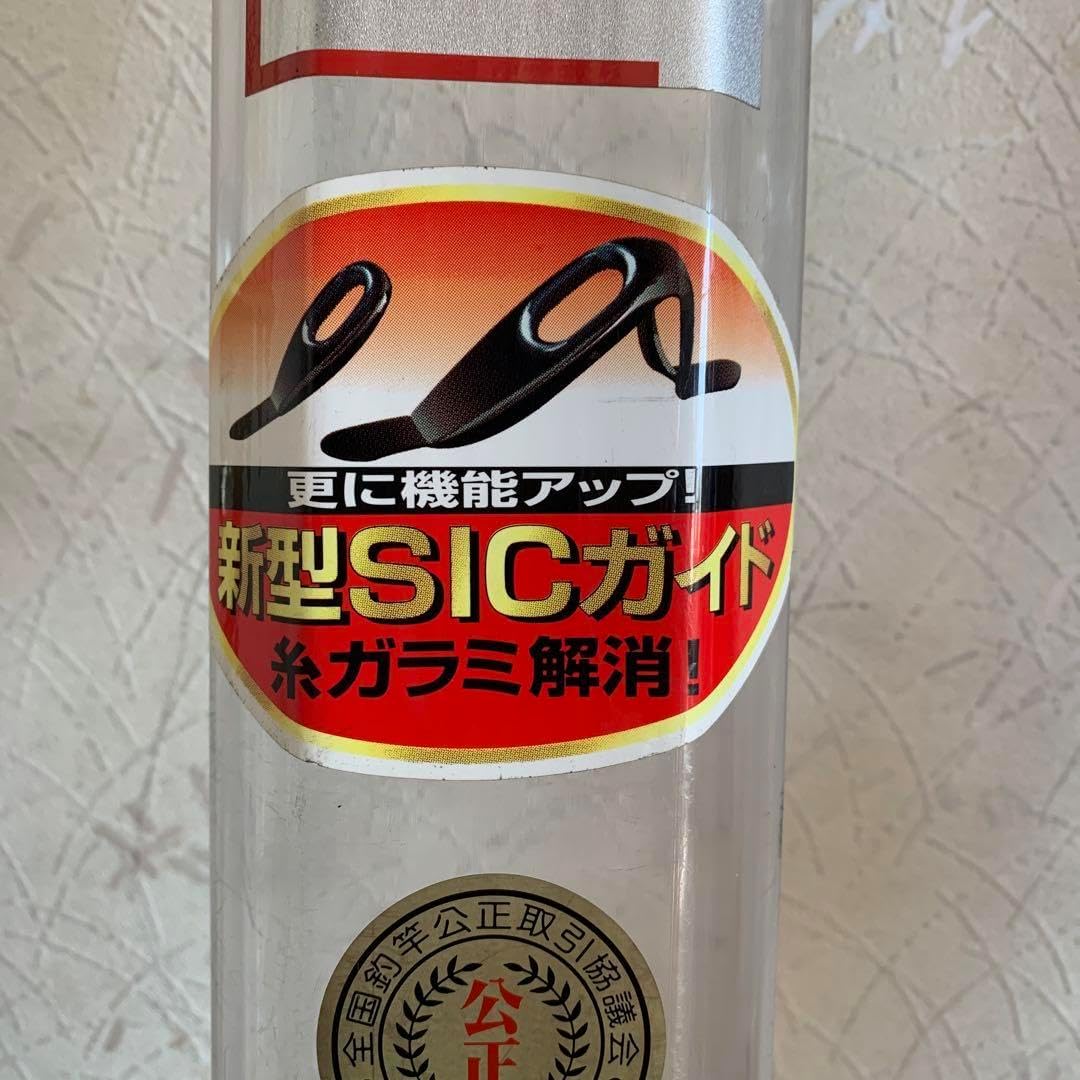 更に機能アップ!
新型SICガイド
糸ガラミ解消!
全国釣竿公正取引協議会
公正